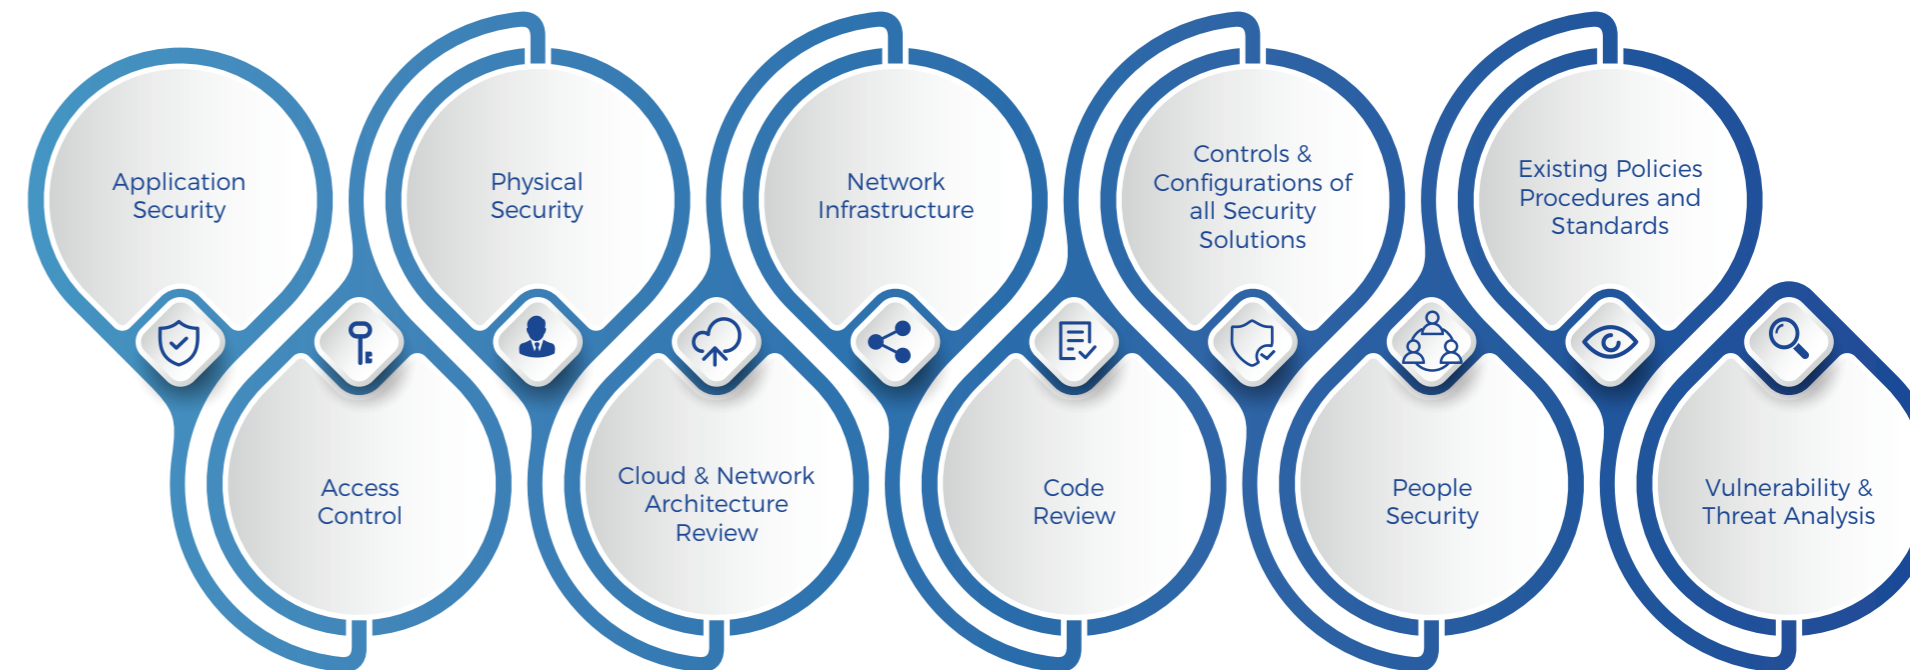 Application
Security
Physical
Security
Network
Infrastructure
Controls &
Configurations of
all Security
Solutions
Existing Policies
Procedures and
Standards
Access
Control
Cloud & Network
Architecture
Review
Code
Review
People
Security
Vulnerability &
Threat Analysis